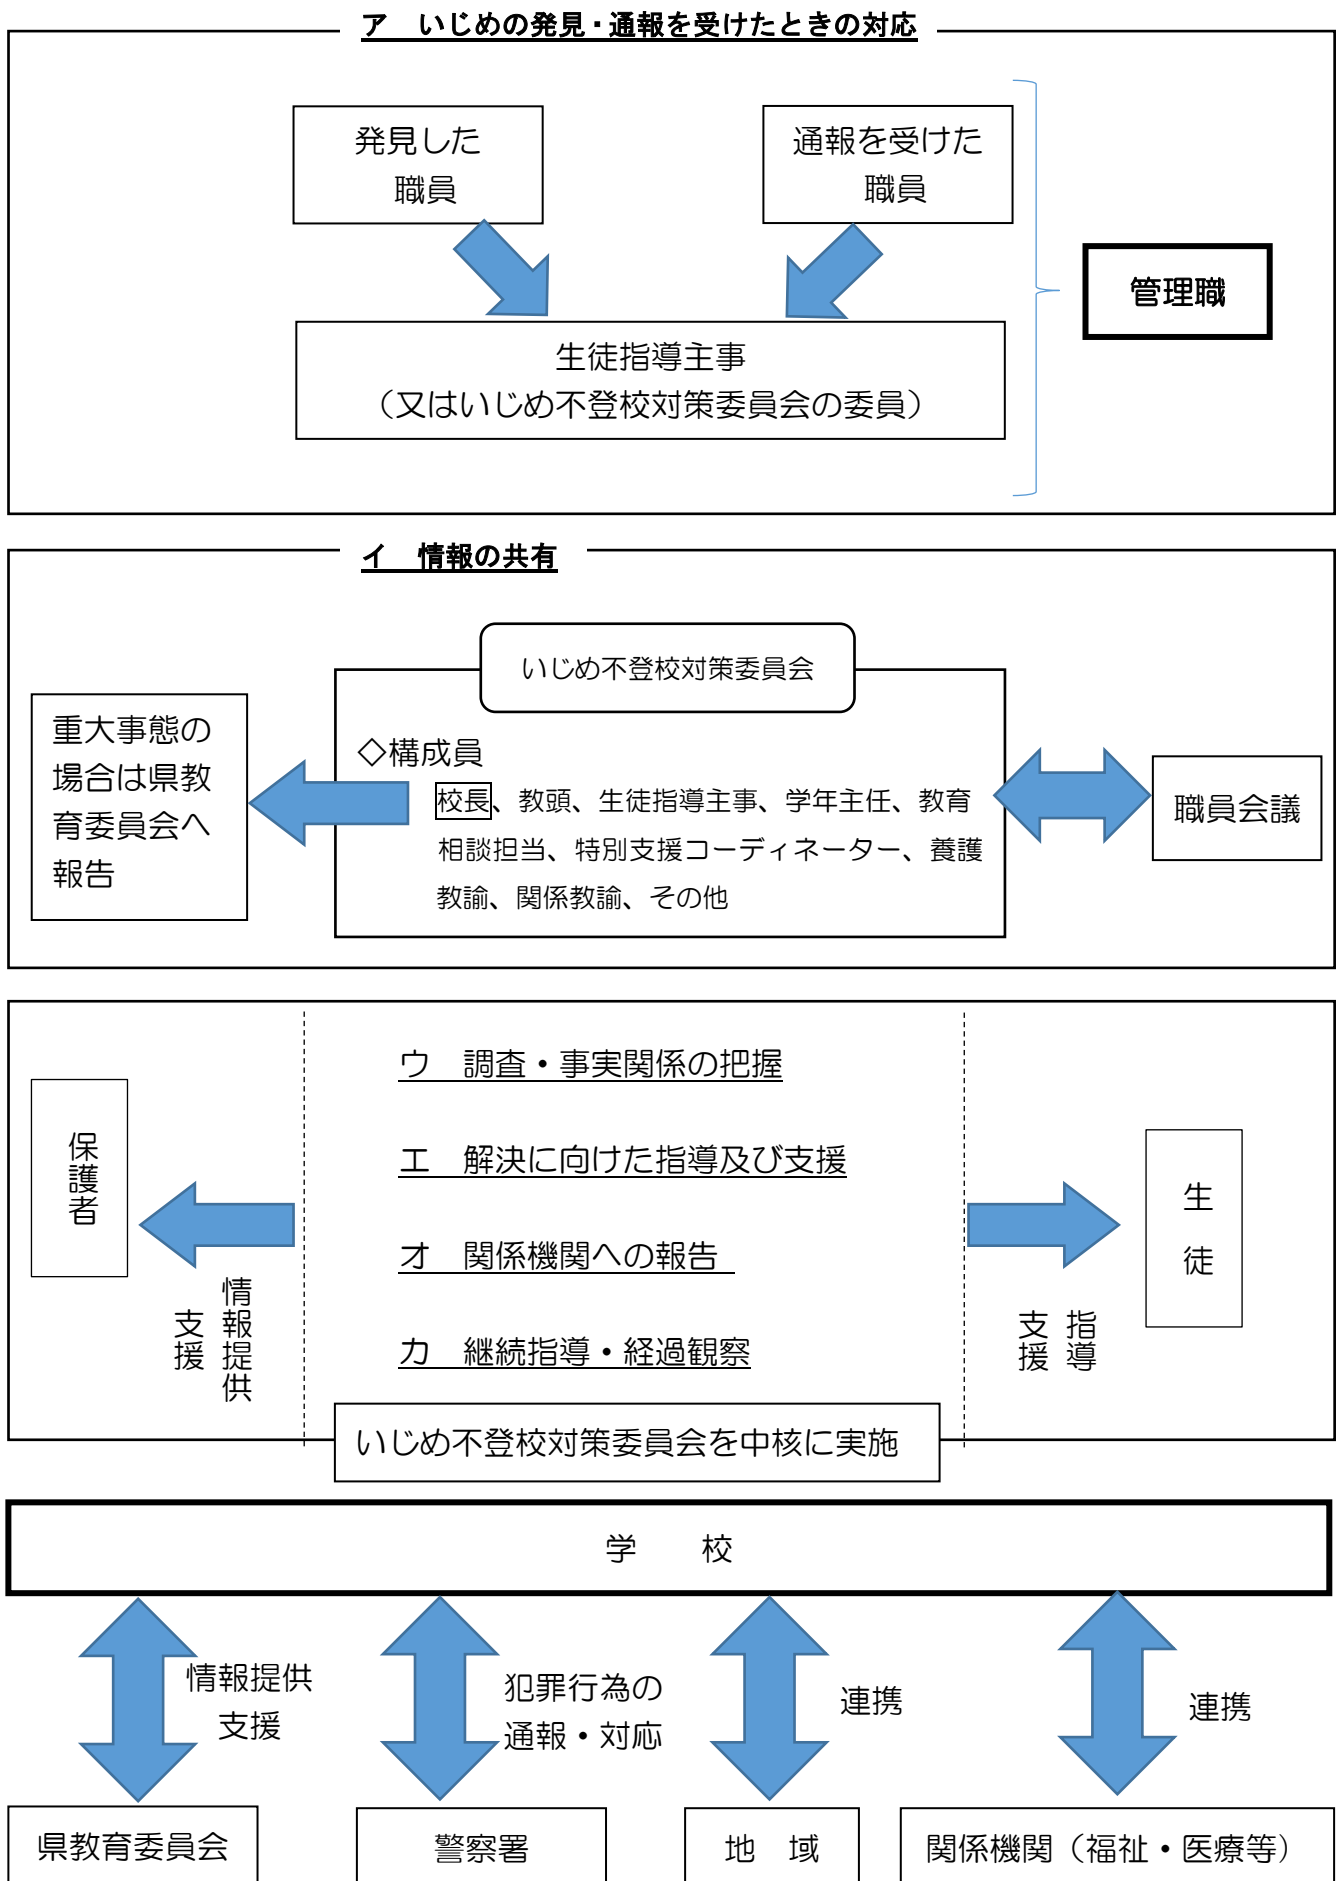 ア　いじめの発見・通報を受けたときの対応
発見した
職員
通報を受けた
職員
管理職
生徒指導主事
（又はいじめ不登校対策委員会の委員）
イ　情報の共有
いじめ不登校対策委員会
重大事態の
場合は県教
育委員会へ
報告
◇構成員
校長、教頭、生徒指導主事、学年主任、教育
相談担当、特別支援コーディネーター、養護
教諭、関係教諭、その他
職員会議
ウ　調査・事実関係の把握
エ　解決に向けた指導及び支援
オ　関係機関への報告
カ　継続指導・経過観察
保護者
情報提供
支援
生徒
指導
支援
いじめ不登校対策委員会を中核に実施
学　　校
情報提供
支援
犯罪行為の
通報・対応
連携
連携
県教育委員会
警察署
地　域
関係機関（福祉・医療等）